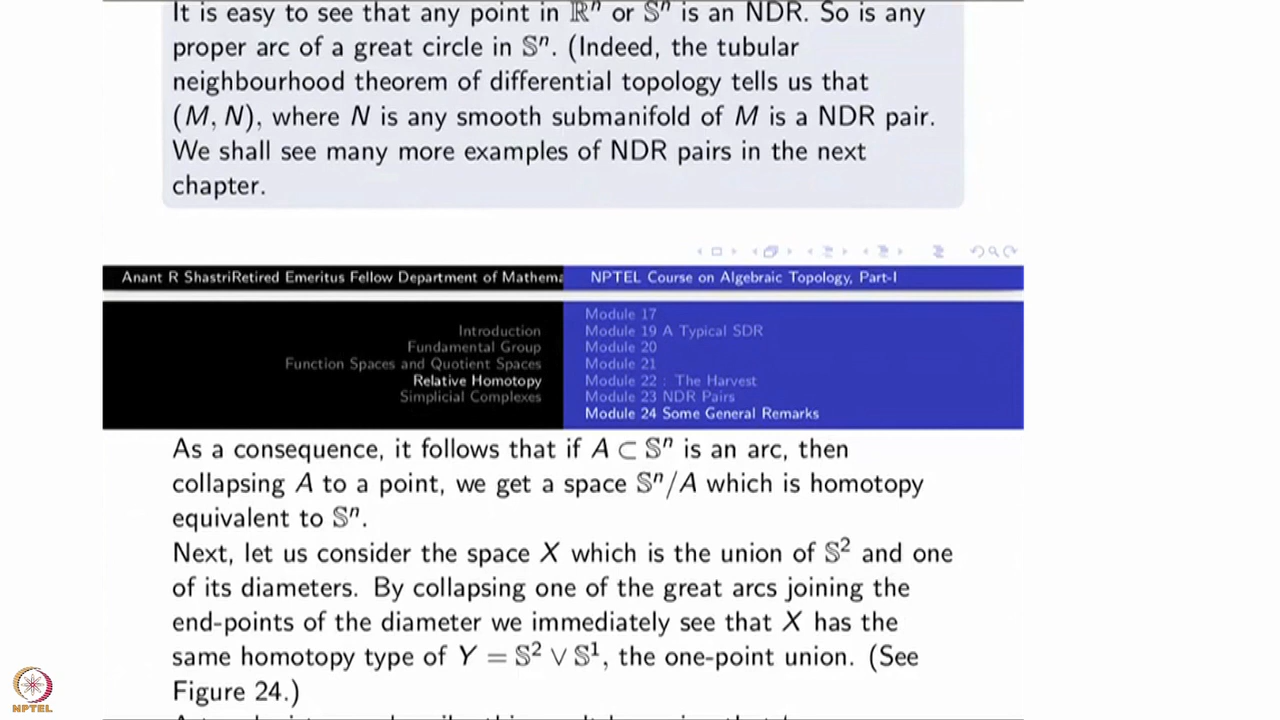 It is easy to see that any point in ℝⁿ or 𝕊ⁿ is an NDR. So is any
proper arc of a great circle in 𝕊ⁿ. (Indeed, the tubular
neighbourhood theorem of differential topology tells us that
(M, N), where N is any smooth submanifold of M is a NDR pair.
We shall see many more examples of NDR pairs in the next
chapter.
Anant R ShastriRetired Emeritus Fellow Department of Mathema
NPTEL Course on Algebraic Topology, Part-I
Introduction
Fundamental Group
Function Spaces and Quotient Spaces
Relative Homotopy
Simplicial Complexes
Module 17
Module 19 A Typical SDR
Module 20
Module 21
Module 22 : The Harvest
Module 23 NDR Pairs
Module 24 Some General Remarks
As a consequence, it follows that if A ⊂ 𝕊ⁿ is an arc, then
collapsing A to a point, we get a space 𝕊ⁿ/A which is homotopy
equivalent to 𝕊ⁿ.
Next, let us consider the space X which is the union of 𝕊² and one
of its diameters. By collapsing one of the great arcs joining the
end-points of the diameter we immediately see that X has the
same homotopy type of Y = 𝕊² ∨ 𝕊¹, the one-point union. (See
Figure 24.)
NPTEL